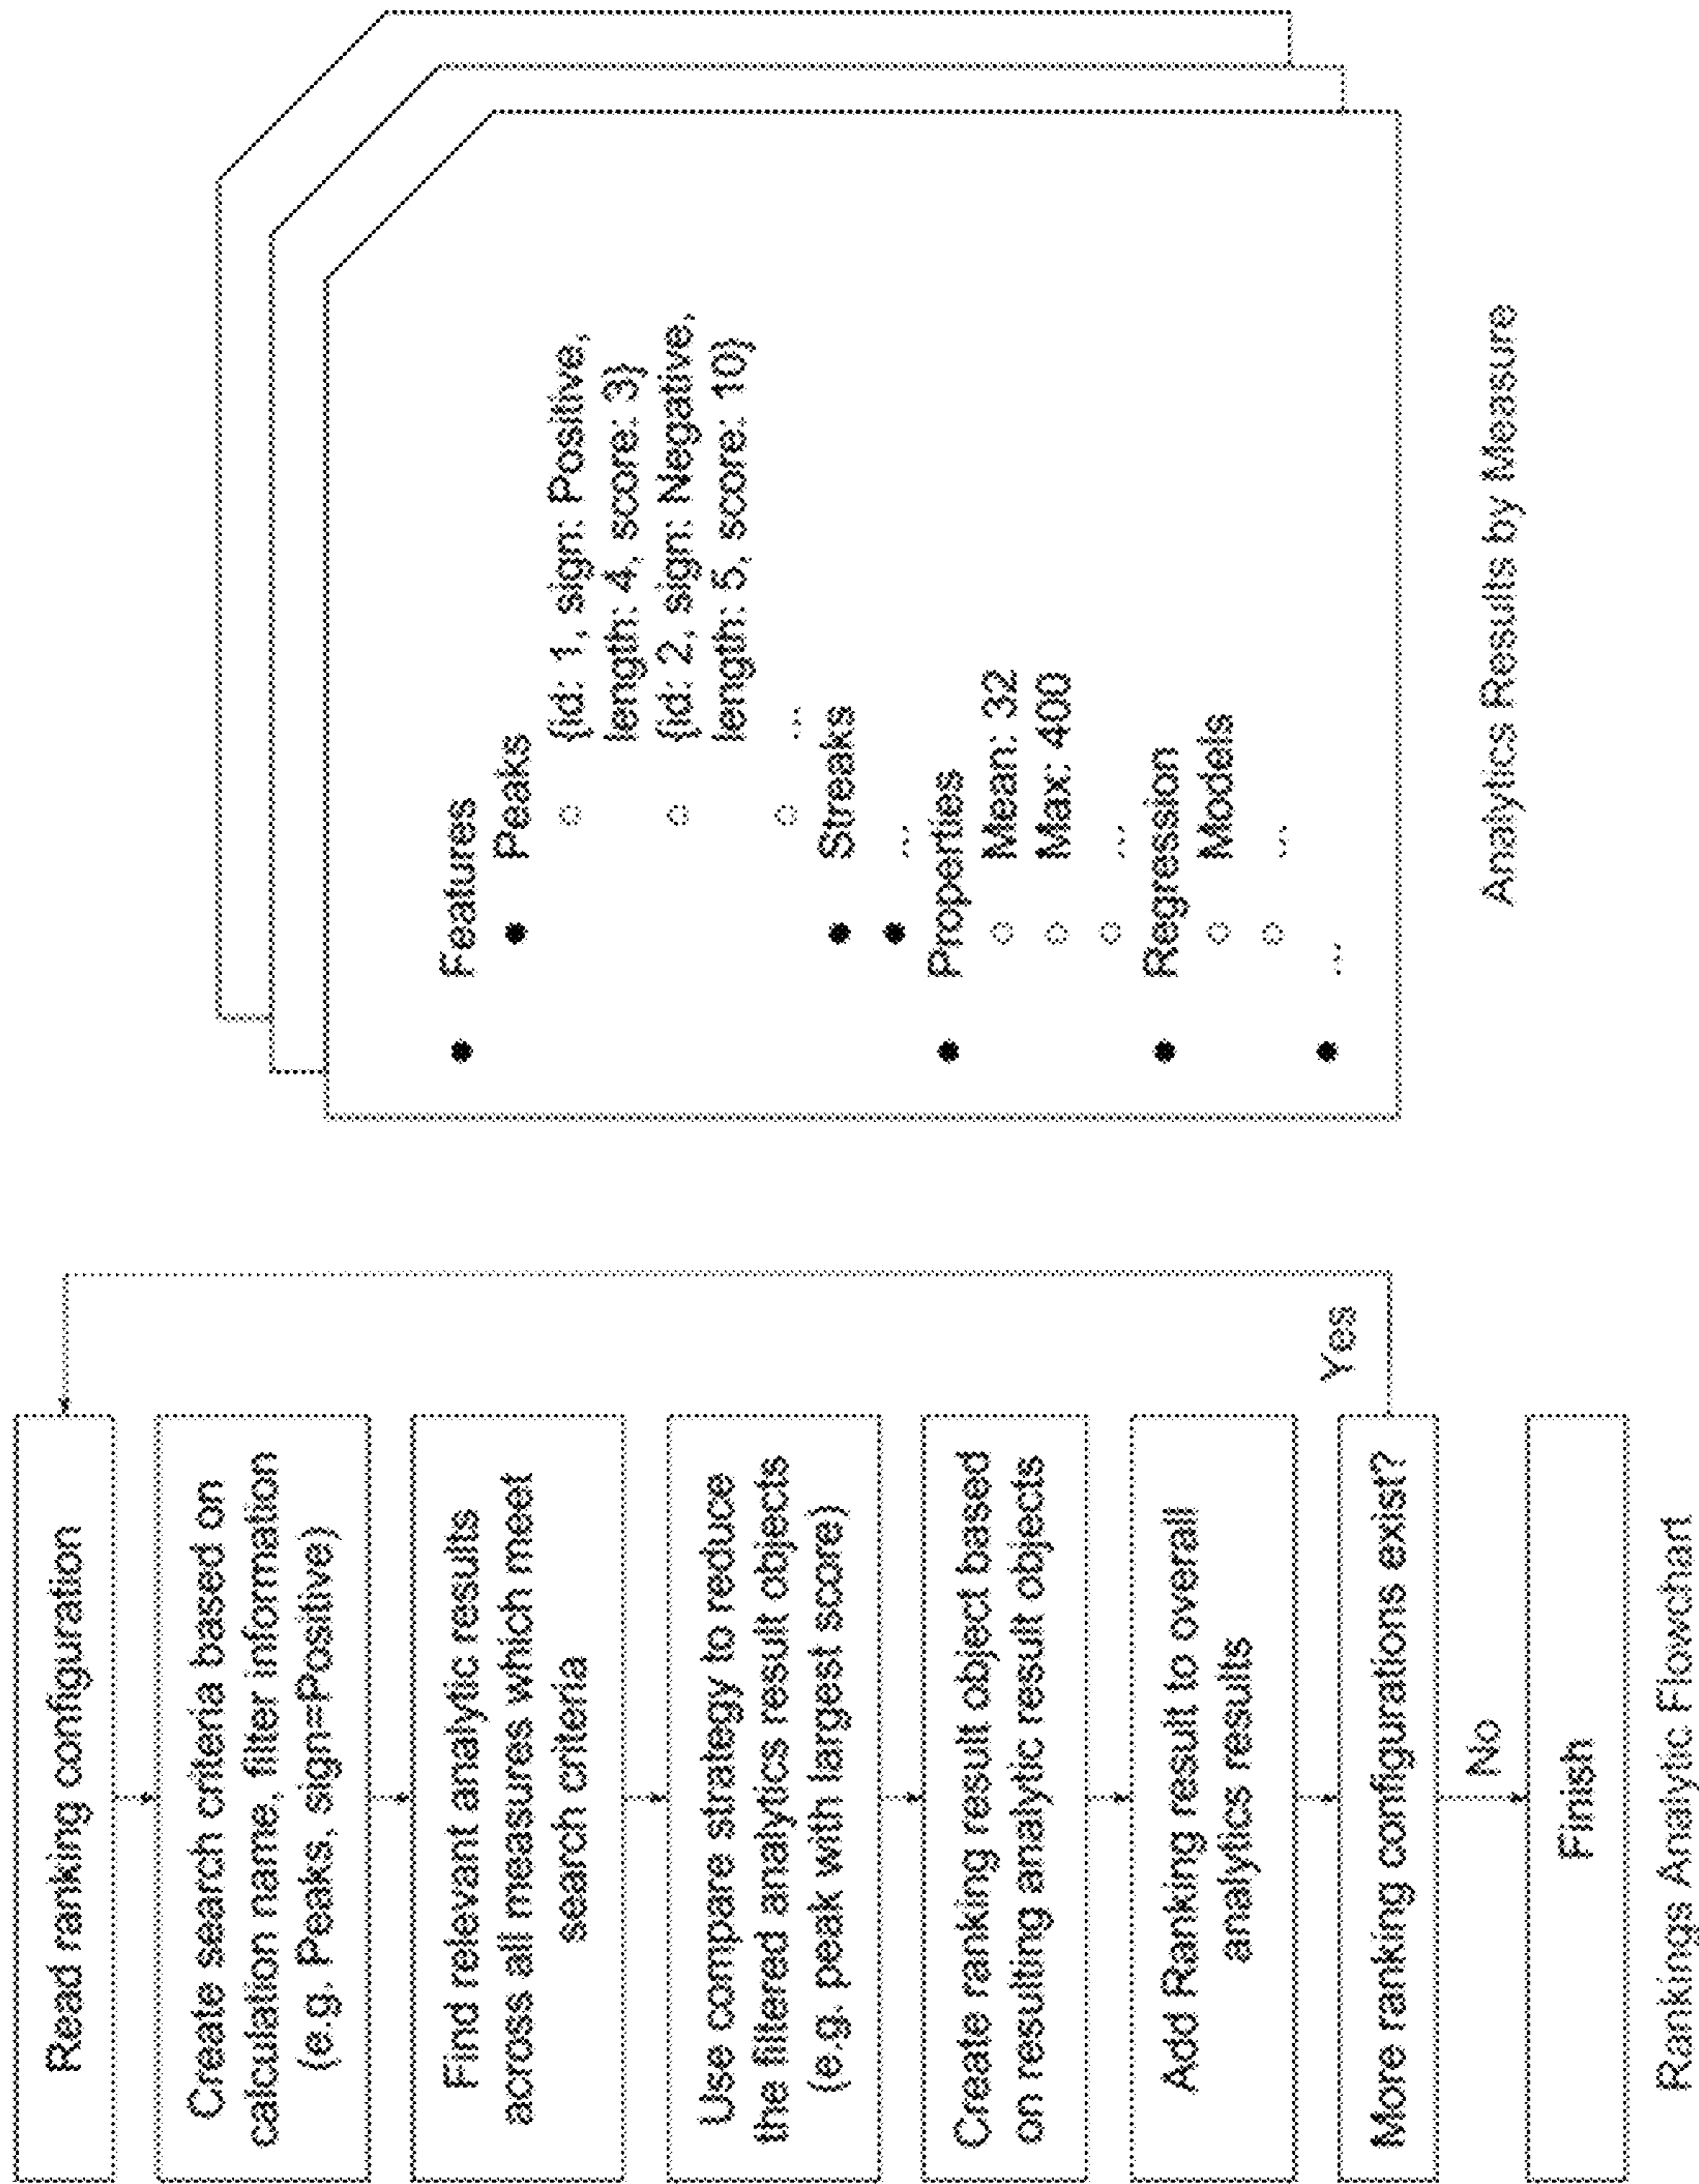 Read ranking configuration
Create search criteria based on
calculation name, filter information
(e.g. Peaks, sign=Positive)
Find relevant analytic results
across all measures which meet
search criteria
Use compare strategy to reduce
the filtered analytics result objects
(e.g. peak with largest score)
Create ranking result object based
on resulting analytic result objects
Add Ranking result to overall
analytics results
More ranking configurations exist?
Yes
No
Finish
Rankings Analytic Flowchart
● Features
● Peaks
○ {id: 1, sign: Positive,
length: 4, score: 3}
○ {id: 2, sign: Negative,
length: 5, score: 10}
○ ...
● Streaks
● ...
● Properties
○ Mean: 32
○ Max: 400
○ ...
● Regression
○ Models
○ ...
● ...
Analytics Results by Measure